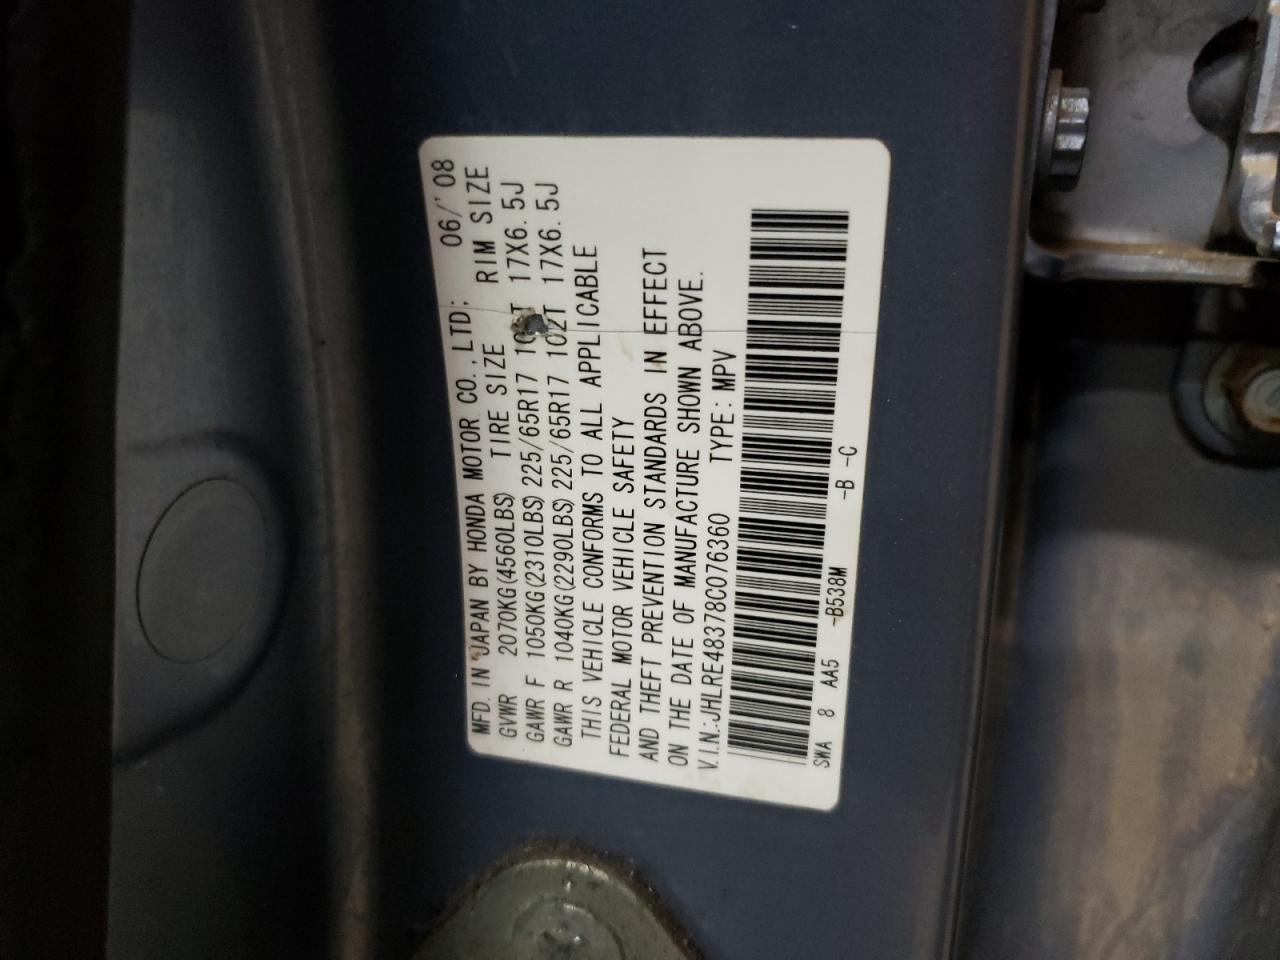 MFD. IN JAPAN BY HONDA MOTOR CO., LTD; 06/'08
GVWR 2070KG(4560LBS) TIRE SIZE RIM SIZE
GAWR F 1050KG(2310LBS) 225/65R17 17X6.5J
GAWR R 1040KG(2290LBS) 225/65R17 102T 17X6.5J
THIS VEHICLE CONFORMS TO ALL APPLICABLE
FEDERAL MOTOR VEHICLE SAFETY
AND THEFT PREVENTION STANDARDS IN EFFECT
ON THE DATE OF MANUFACTURE SHOWN ABOVE.
V.I.N.:JHLRE48378C076360 TYPE:MPV
SWA 8 AA5 -B538M -B -C